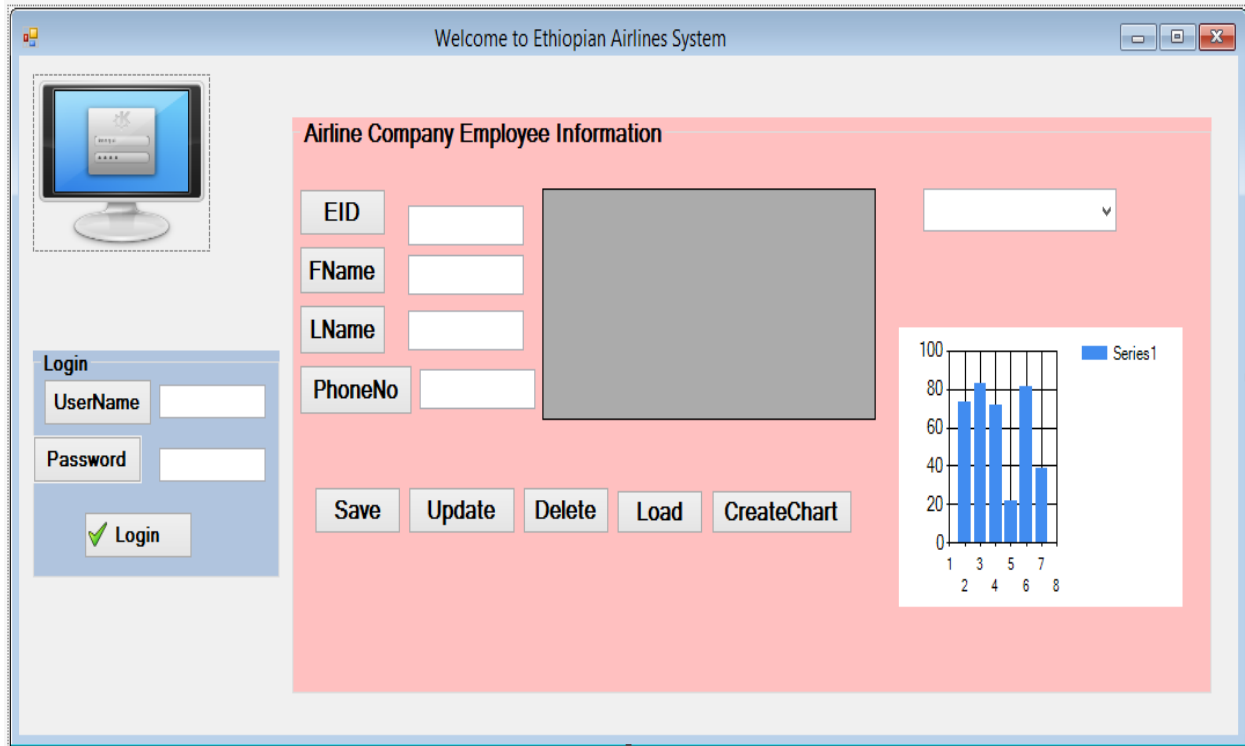 Welcome to Ethiopian Airlines System
Airline Company Employee Information
EID
FName
LName
PhoneNo
Login
UserName
Password
Login
Save Update Delete Load CreateChart
Series1
100
80
60
40
20
0
1 3 5 7
2 4 6 8